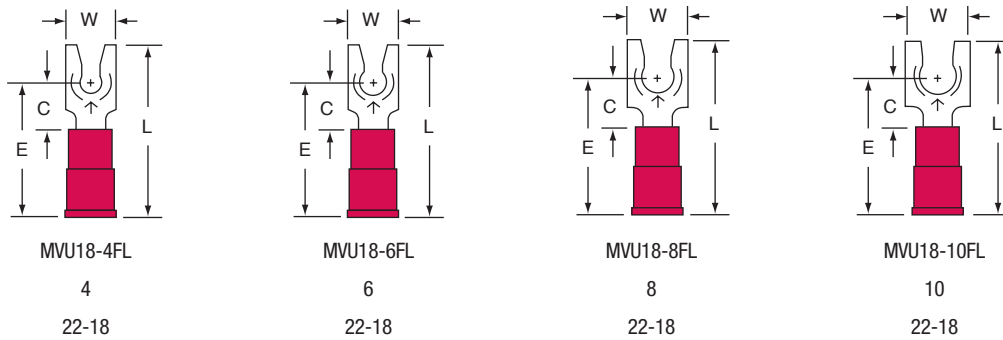 W W W W
C C C C
L L L L
E E E E
MVU18-4FL MVU18-6FL MVU18-8FL MVU18-10FL
4 6 8 10
22-18 22-18 22-18 22-18